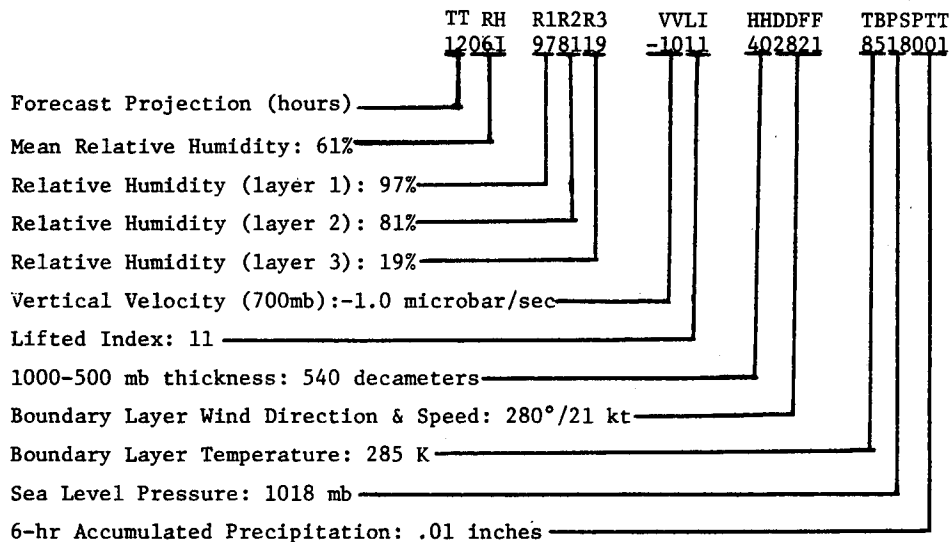 TT RH R1R2R3 VVLI HHDDFF TBPSPTT
12061 978119 -1011 402821 8518001
Forecast Projection (hours)
Mean Relative Humidity: 61%
Relative Humidity (layer 1): 97%
Relative Humidity (layer 2): 81%
Relative Humidity (layer 3): 19%
Vertical Velocity (700mb):-1.0 microbar/sec
Lifted Index: 11
1000-500 mb thickness: 540 decameters
Boundary Layer Wind Direction & Speed: 280°/21 kt
Boundary Layer Temperature: 285 K
Sea Level Pressure: 1018 mb
6-hr Accumulated Precipitation: .01 inches